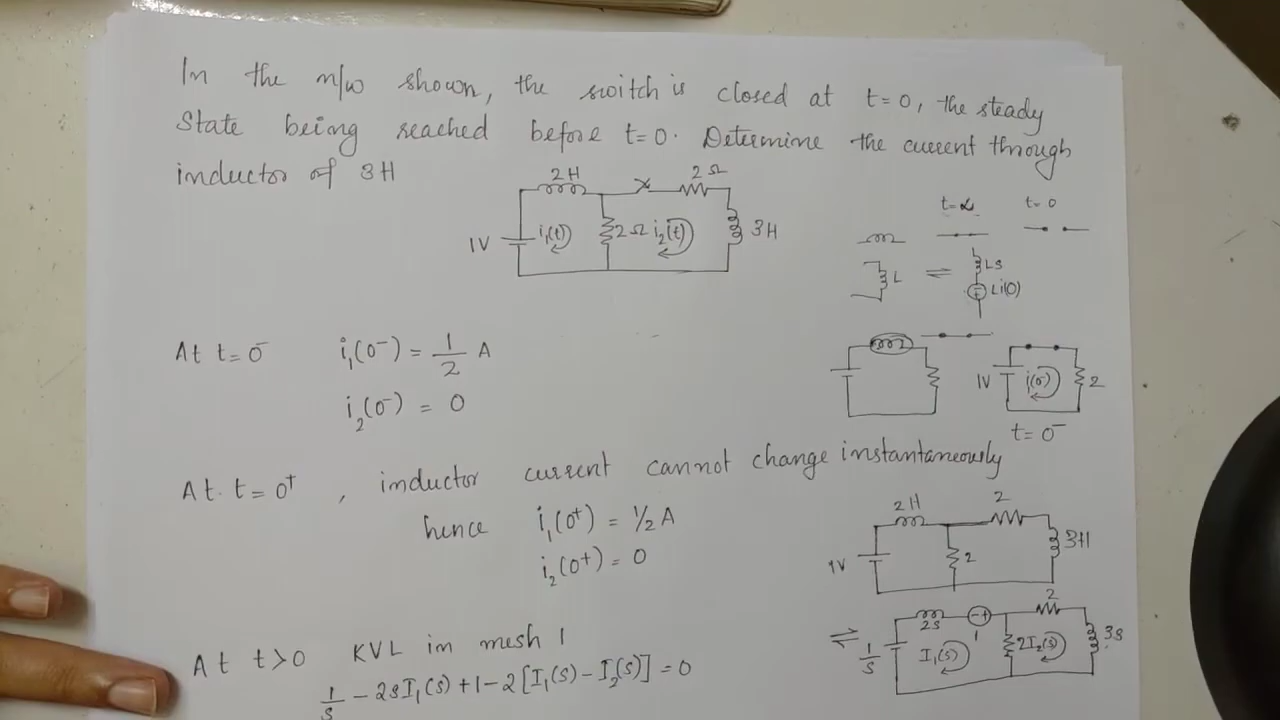 In the n/w shown, the switch is closed at t=0, the steady
State being reached before t=0. Determine the current through
inductor of 3H
2H
2Ω
1V
i₁(t)
2Ω
i₂(t)
3H
t=∝
t=0
L
⇌
LS
Li(0)
At t=0⁻ i₁(0⁻) = 1/2 A
i₂(0⁻) = 0
1V
i(0⁻)
2
t=0⁻
At. t=0⁺, inductor current cannot change instantaneously
hence i₁(0⁺) = 1/2 A
i₂(0⁺) = 0
2H
2
1V
2
3H
⇌
1/s
2s
- +
1
2
I₁(s)
2
I₂(s)
3s
At t>0 KVL in mesh 1
1/s - 2sI₁(s) + 1 - 2[I₁(s) - I₂(s)] = 0